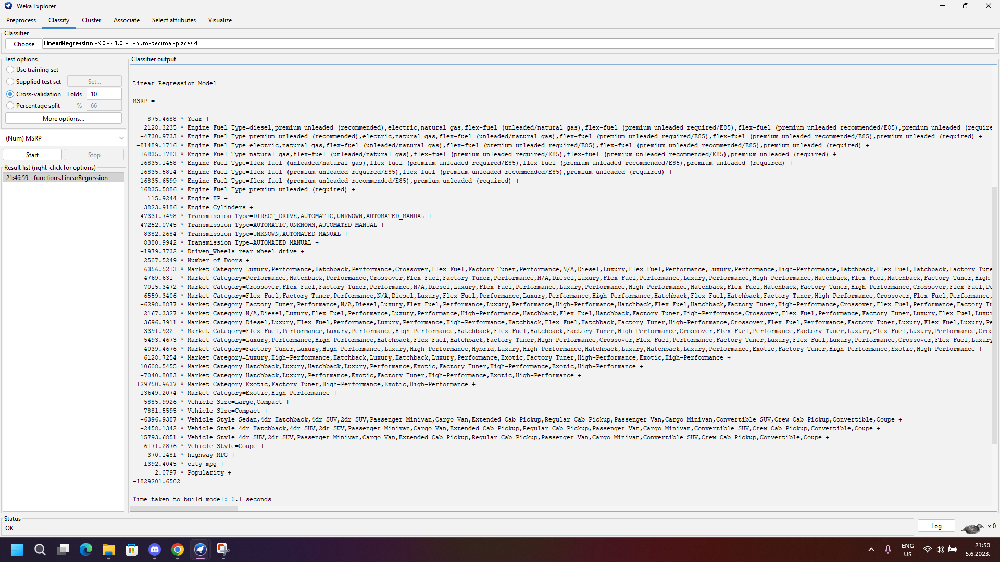 Weka Explorer
Preprocess Classify Cluster Associate Select attributes Visualize
Classifier
Choose LinearRegression -S 0 -R 1.0E-8 -num-decimal-places 4
Test options
Use training set
Supplied test set Set...
Cross-validation Folds 10
Percentage split % 66
More options...
(Num) MSRP
Start Stop
Result list (right-click for options)
21:46:59 - functions.LinearRegression
Classifier output
Linear Regression Model
MSRP =
875.4688 * Year +
2128.3235 * Engine Fuel Type=diesel,premium unleaded (recommended),electric,natural gas,flex-fuel (unleaded/natural gas),flex-fuel (premium unleaded required/E85),flex-fuel (premium unleaded recommended/E85),premium unleaded (require
-4730.9733 * Engine Fuel Type=premium unleaded (recommended),electric,natural gas,flex-fuel (unleaded/natural gas),flex-fuel (premium unleaded required/E85),flex-fuel (premium unleaded recommended/E85),premium unleaded (required) +
-81489.1716 * Engine Fuel Type=electric,natural gas,flex-fuel (unleaded/natural gas),flex-fuel (premium unleaded required/E85),flex-fuel (premium unleaded recommended/E85),premium unleaded (required) +
16835.1783 * Engine Fuel Type=natural gas,flex-fuel (unleaded/natural gas),flex-fuel (premium unleaded required/E85),flex-fuel (premium unleaded recommended/E85),premium unleaded (required) +
16835.1458 * Engine Fuel Type=flex-fuel (unleaded/natural gas),flex-fuel (premium unleaded required/E85),flex-fuel (premium unleaded recommended/E85),premium unleaded (required) +
16835.5814 * Engine Fuel Type=flex-fuel (premium unleaded required/E85),flex-fuel (premium unleaded recommended/E85),premium unleaded (required) +
16835.6599 * Engine Fuel Type=flex-fuel (premium unleaded recommended/E85),premium unleaded (required) +
16835.5886 * Engine Fuel Type=premium unleaded (required) +
115.9244 * Engine HP +
3823.9186 * Engine Cylinders +
-47331.7498 * Transmission Type=DIRECT_DRIVE,AUTOMATIC,UNKNOWN,AUTOMATED_MANUAL +
47252.0745 * Transmission Type=AUTOMATIC,UNKNOWN,AUTOMATED_MANUAL +
8382.2684 * Transmission Type=UNKNOWN,AUTOMATED_MANUAL +
8380.9942 * Transmission Type=AUTOMATED_MANUAL +
-1979.7732 * Driven_Wheels=rear wheel drive +
2507.5249 * Number of Doors +
6356.5213 * Market Category=Luxury,Performance,Hatchback,Performance,Crossover,Flex Fuel,Factory Tuner,Performance,N/A,Diesel,Luxury,Flex Fuel,Performance,Luxury,Performance,High-Performance,Hatchback,Flex Fuel,Hatchback,Factory Tune
-4769.631 * Market Category=Performance,Hatchback,Performance,Crossover,Flex Fuel,Factory Tuner,Performance,N/A,Diesel,Luxury,Flex Fuel,Performance,Luxury,Performance,High-Performance,Hatchback,Flex Fuel,Hatchback,Factory Tuner,High-
-7015.3472 * Market Category=Crossover,Flex Fuel,Factory Tuner,Performance,N/A,Diesel,Luxury,Flex Fuel,Performance,Luxury,Performance,High-Performance,Hatchback,Flex Fuel,Hatchback,Factory Tuner,High-Performance,Crossover,Flex Fuel,Pe
6559.3406 * Market Category=Flex Fuel,Factory Tuner,Performance,N/A,Diesel,Luxury,Flex Fuel,Performance,Luxury,Performance,High-Performance,Hatchback,Flex Fuel,Hatchback,Factory Tuner,High-Performance,Crossover,Flex Fuel,Performance,
-6298.8877 * Market Category=Factory Tuner,Performance,N/A,Diesel,Luxury,Flex Fuel,Performance,Luxury,Performance,High-Performance,Hatchback,Flex Fuel,Hatchback,Factory Tuner,High-Performance,Crossover,Flex Fuel,Performance,Factory Tu
2167.3327 * Market Category=N/A,Diesel,Luxury,Flex Fuel,Performance,Luxury,Performance,High-Performance,Hatchback,Flex Fuel,Hatchback,Factory Tuner,High-Performance,Crossover,Flex Fuel,Performance,Factory Tuner,Luxury,Flex Fuel,Luxur
3696.7911 * Market Category=Diesel,Luxury,Flex Fuel,Performance,Luxury,Performance,High-Performance,Hatchback,Flex Fuel,Hatchback,Factory Tuner,High-Performance,Crossover,Flex Fuel,Performance,Factory Tuner,Luxury,Flex Fuel,Luxury,Pe
-3391.922 * Market Category=Flex Fuel,Performance,Luxury,Performance,High-Performance,Hatchback,Flex Fuel,Hatchback,Factory Tuner,High-Performance,Crossover,Flex Fuel,Performance,Factory Tuner,Luxury,Flex Fuel,Luxury,Performance,Cros
5493.4673 * Market Category=Luxury,Performance,High-Performance,Hatchback,Flex Fuel,Hatchback,Factory Tuner,High-Performance,Crossover,Flex Fuel,Performance,Factory Tuner,Luxury,Flex Fuel,Luxury,Performance,Crossover,Flex Fuel,Luxury
-4039.4676 * Market Category=Factory Tuner,Luxury,High-Performance,Luxury,High-Performance,Hybrid,Luxury,High-Performance,Hatchback,Luxury,Hatchback,Luxury,Performance,Exotic,Factory Tuner,High-Performance,Exotic,High-Performance +
6128.7254 * Market Category=Luxury,High-Performance,Hatchback,Luxury,Hatchback,Luxury,Performance,Exotic,Factory Tuner,High-Performance,Exotic,High-Performance +
10608.5455 * Market Category=Hatchback,Luxury,Hatchback,Luxury,Performance,Exotic,Factory Tuner,High-Performance,Exotic,High-Performance +
-7040.8083 * Market Category=Hatchback,Luxury,Performance,Exotic,Factory Tuner,High-Performance,Exotic,High-Performance +
129750.9637 * Market Category=Exotic,Factory Tuner,High-Performance,Exotic,High-Performance +
13649.2074 * Market Category=Exotic,High-Performance +
5885.9926 * Vehicle Size=Large,Compact +
-7881.5595 * Vehicle Size=Compact +
-6396.9387 * Vehicle Style=Sedan,4dr Hatchback,4dr SUV,2dr SUV,Passenger Minivan,Cargo Van,Extended Cab Pickup,Regular Cab Pickup,Passenger Van,Cargo Minivan,Convertible SUV,Crew Cab Pickup,Convertible,Coupe +
-2458.1342 * Vehicle Style=4dr Hatchback,4dr SUV,2dr SUV,Passenger Minivan,Cargo Van,Extended Cab Pickup,Regular Cab Pickup,Passenger Van,Cargo Minivan,Convertible SUV,Crew Cab Pickup,Convertible,Coupe +
15793.6851 * Vehicle Style=4dr SUV,2dr SUV,Passenger Minivan,Cargo Van,Extended Cab Pickup,Regular Cab Pickup,Passenger Van,Cargo Minivan,Convertible SUV,Crew Cab Pickup,Convertible,Coupe +
-6171.2876 * Vehicle Style=Coupe +
370.1481 * highway MPG +
1392.4045 * city mpg +
2.0797 * Popularity +
-1829201.6502
Time taken to build model: 0.1 seconds
Status
OK
Log x 0
ENG
US
21:50
5.6.2023.